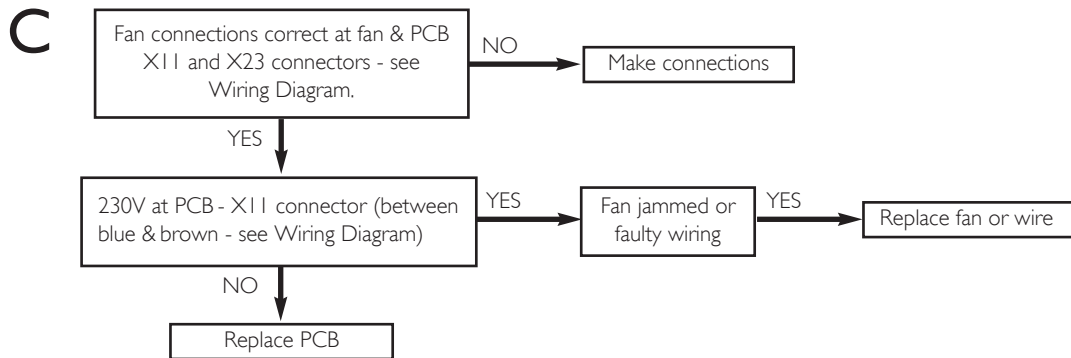 C
Fan connections correct at fan & PCB
X11 and X23 connectors - see
Wiring Diagram.
NO
Make connections
YES
230V at PCB - X11 connector (between
blue & brown - see Wiring Diagram)
YES
Fan jammed or
faulty wiring
YES
Replace fan or wire
NO
Replace PCB